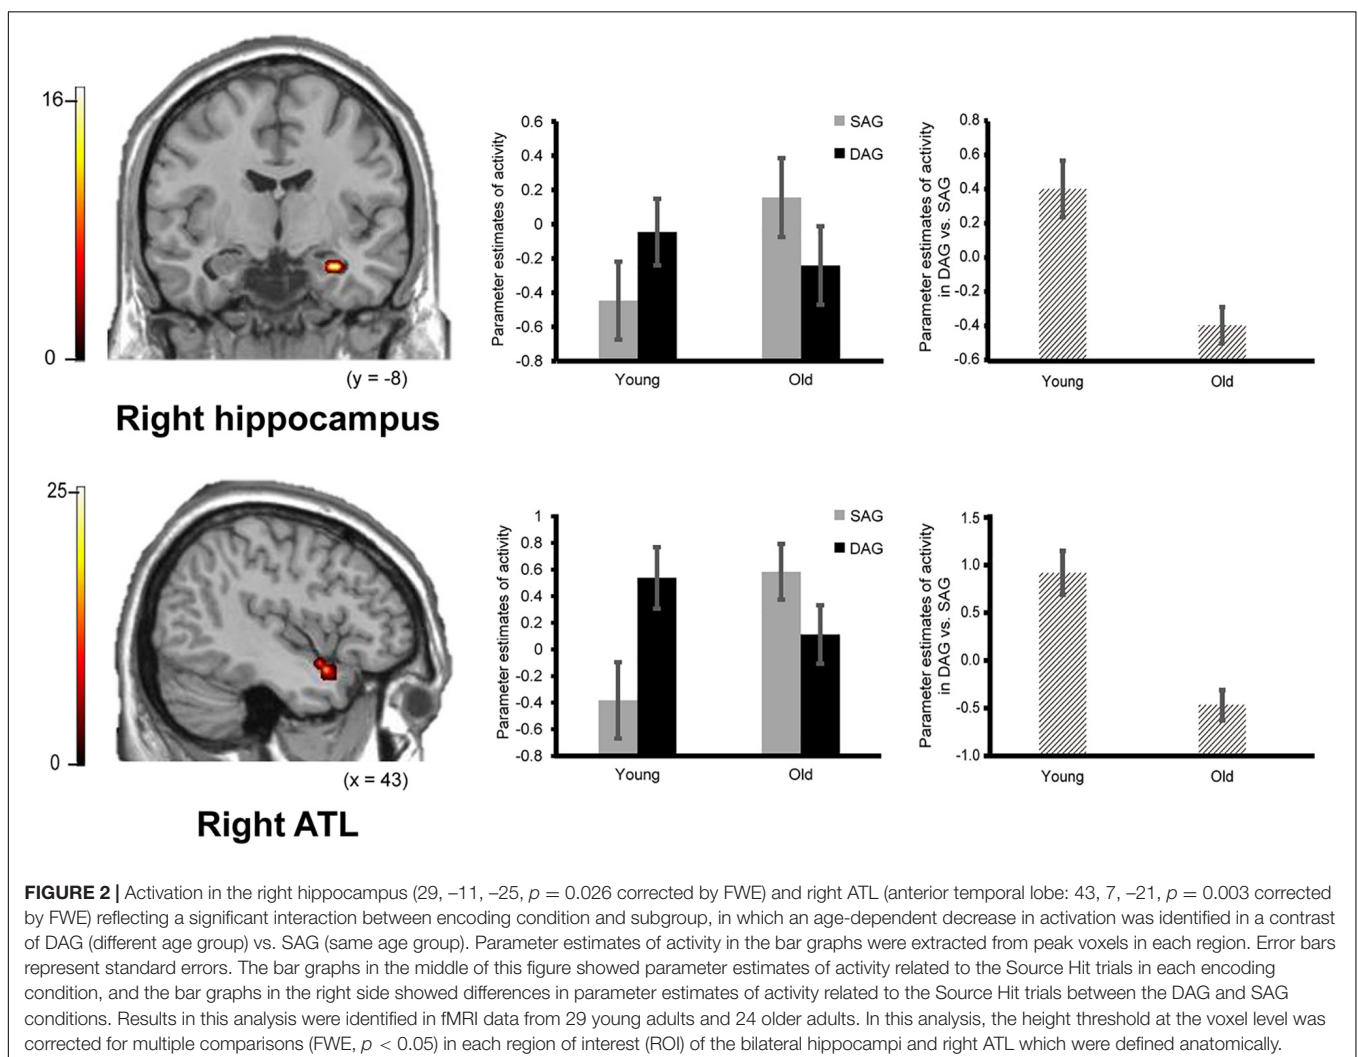 16
0
(y = -8)
Right hippocampus
Parameter estimates of activity
0.6
0.4
0.2
0
-0.2
-0.4
-0.6
-0.8
SAG
DAG
Young
Old
Parameter estimates of activity
in DAG vs. SAG
0.8
0.6
0.4
0.2
0.0
-0.2
-0.4
-0.6
Young
Old
25
0
(x = 43)
Right ATL
Parameter estimates of activity
1
0.8
0.6
0.4
0.2
0
-0.2
-0.4
-0.6
-0.8
SAG
DAG
Young
Old
Parameter estimates of activity
in DAG vs. SAG
1.5
1.0
0.5
0.0
-0.5
-1.0
Young
Old
FIGURE 2 | Activation in the right hippocampus (29, –11, –25, p = 0.026 corrected by FWE) and right ATL (anterior temporal lobe: 43, 7, –21, p = 0.003 corrected
by FWE) reflecting a significant interaction between encoding condition and subgroup, in which an age-dependent decrease in activation was identified in a contrast
of DAG (different age group) vs. SAG (same age group). Parameter estimates of activity in the bar graphs were extracted from peak voxels in each region. Error bars
represent standard errors. The bar graphs in the middle of this figure showed parameter estimates of activity related to the Source Hit trials in each encoding
condition, and the bar graphs in the right side showed differences in parameter estimates of activity related to the Source Hit trials between the DAG and SAG
conditions. Results in this analysis were identified in fMRI data from 29 young adults and 24 older adults. In this analysis, the height threshold at the voxel level was
corrected for multiple comparisons (FWE, p < 0.05) in each region of interest (ROI) of the bilateral hippocampi and right ATL which were defined anatomically.